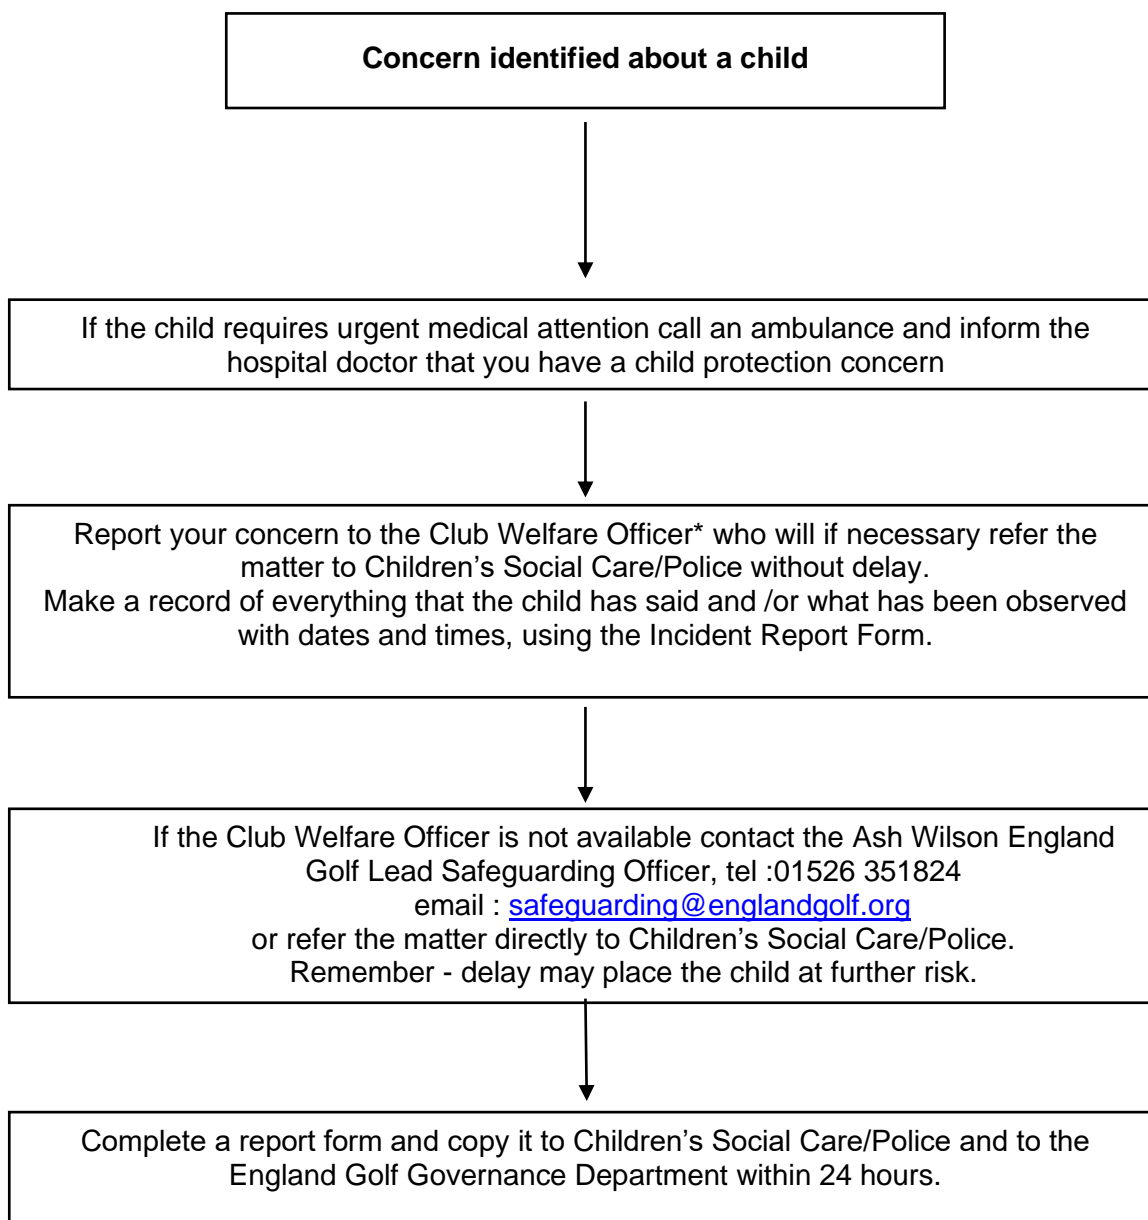 Concern identified about a child
If the child requires urgent medical attention call an ambulance and inform the
hospital doctor that you have a child protection concern
Report your concern to the Club Welfare Officer* who will if necessary refer the
matter to Children’s Social Care/Police without delay.
Make a record of everything that the child has said and /or what has been observed
with dates and times, using the Incident Report Form.
If the Club Welfare Officer is not available contact the Ash Wilson England
Golf Lead Safeguarding Officer, tel :01526 351824
email : safeguarding@englandgolf.org
or refer the matter directly to Children’s Social Care/Police.
Remember - delay may place the child at further risk.
Complete a report form and copy it to Children’s Social Care/Police and to the
England Golf Governance Department within 24 hours.